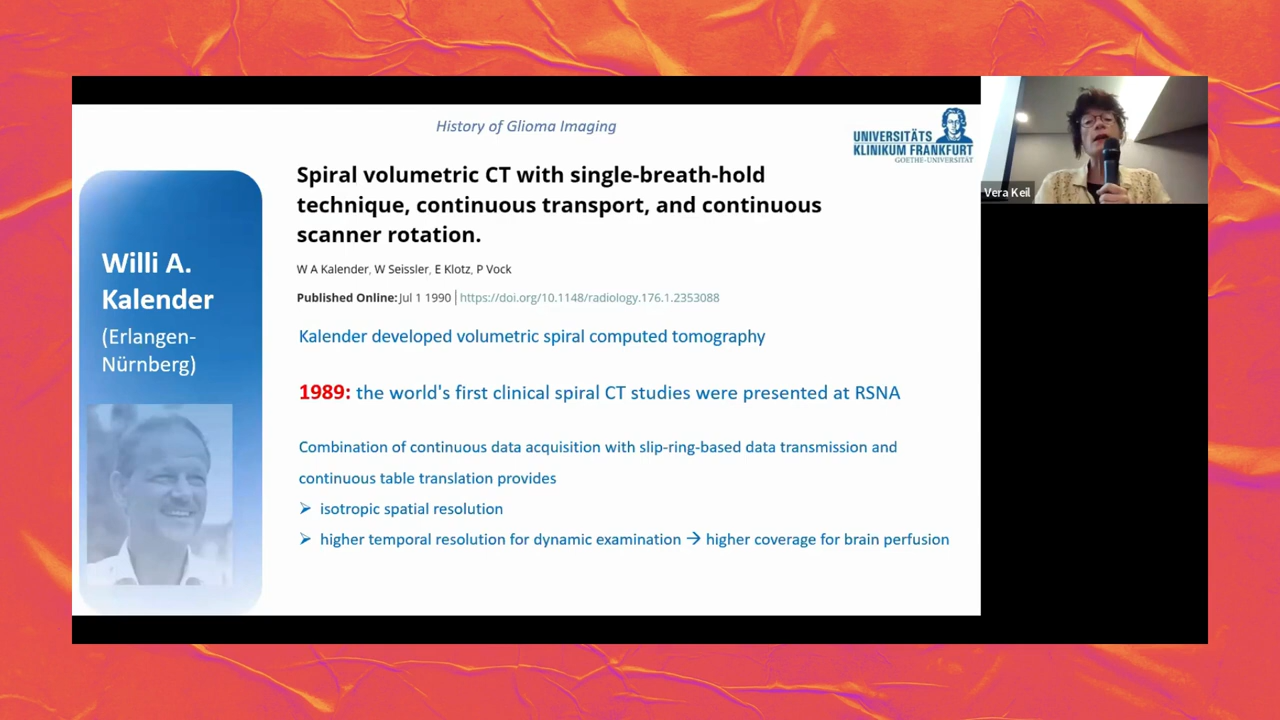 History of Glioma Imaging
UNIVERSITÄTS
KLINIKUM FRANKFURT
GOETHE-UNIVERSITÄT
Willi A.
Kalender
(Erlangen-
Nürnberg)
Spiral volumetric CT with single-breath-hold
technique, continuous transport, and continuous
scanner rotation.
W A Kalender, W Seissler, E Klotz, P Vock
Published Online: Jul 1 1990 | https://doi.org/10.1148/radiology.176.1.2353088
Kalender developed volumetric spiral computed tomography
1989: the world's first clinical spiral CT studies were presented at RSNA
Combination of continuous data acquisition with slip-ring-based data transmission and
continuous table translation provides
➢ isotropic spatial resolution
➢ higher temporal resolution for dynamic examination → higher coverage for brain perfusion
Vera Keil